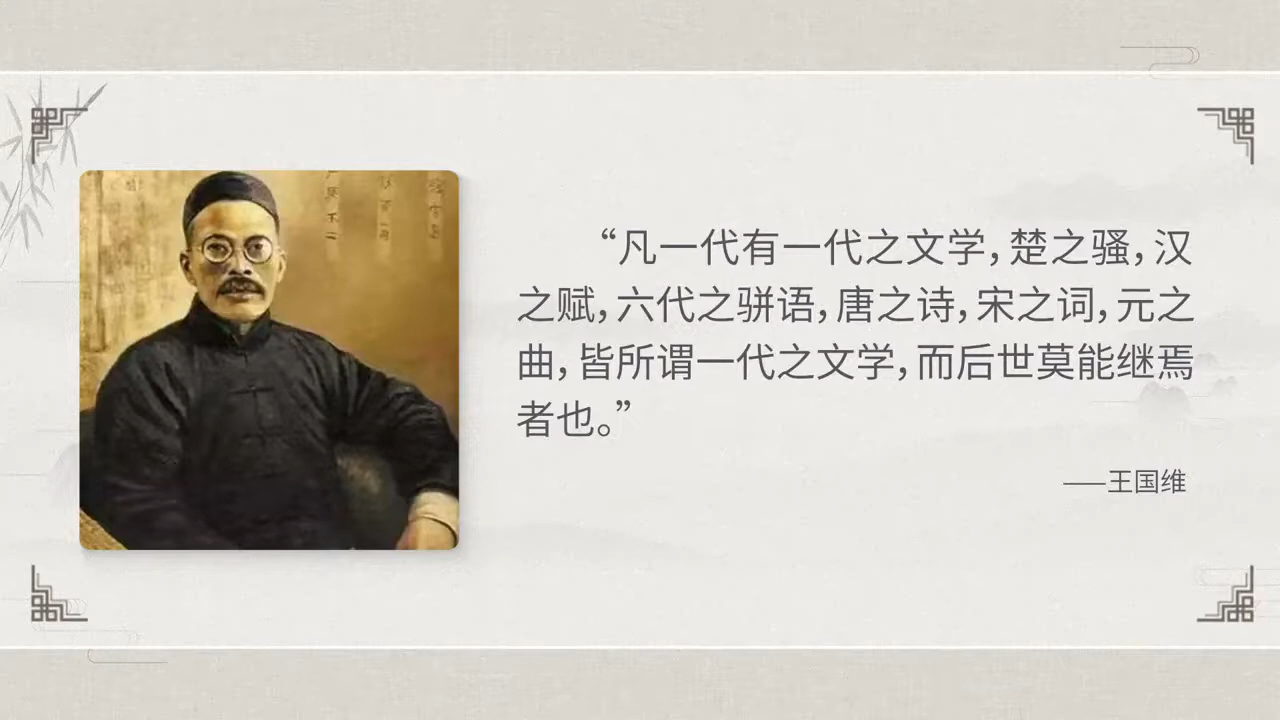 “凡一代有一代之文学，楚之骚，汉
之赋，六代之骈语，唐之诗，宋之词，元之
曲，皆所谓一代之文学，而后世莫能继焉
者也。”
——王国维